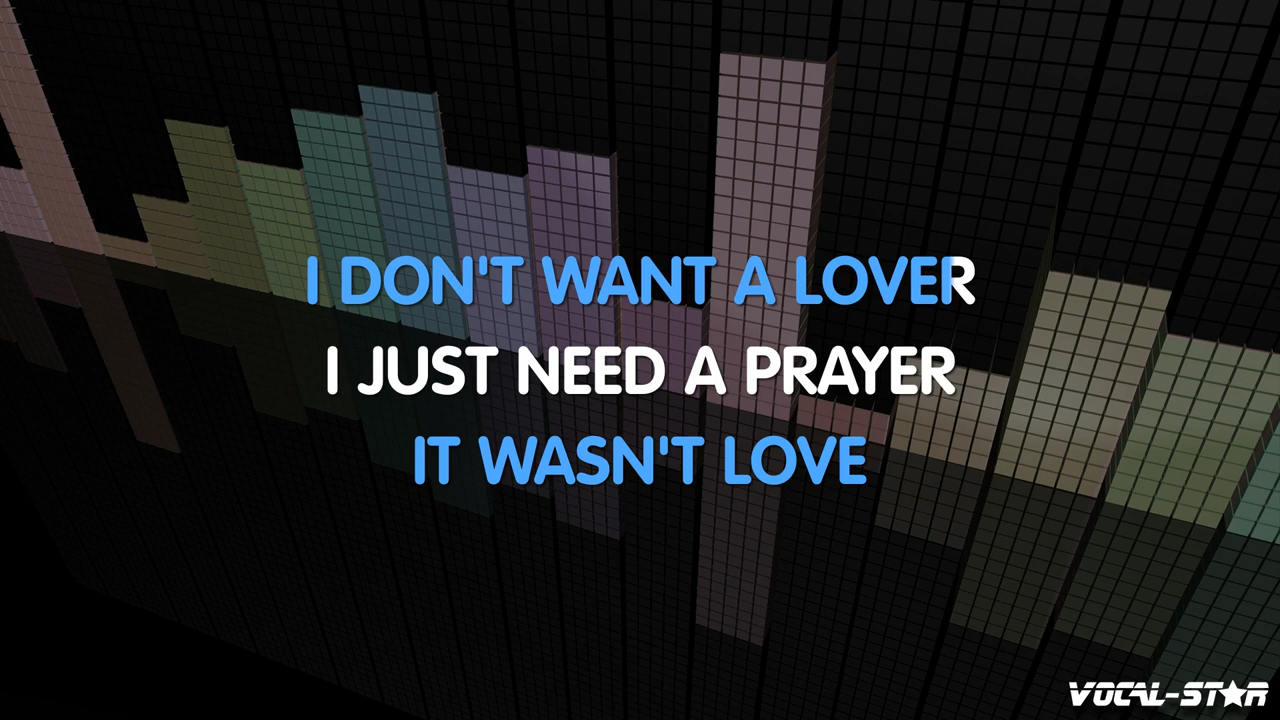 I DON'T WANT A LOVER
I JUST NEED A PRAYER
IT WASN'T LOVE
VOCAL-STAR